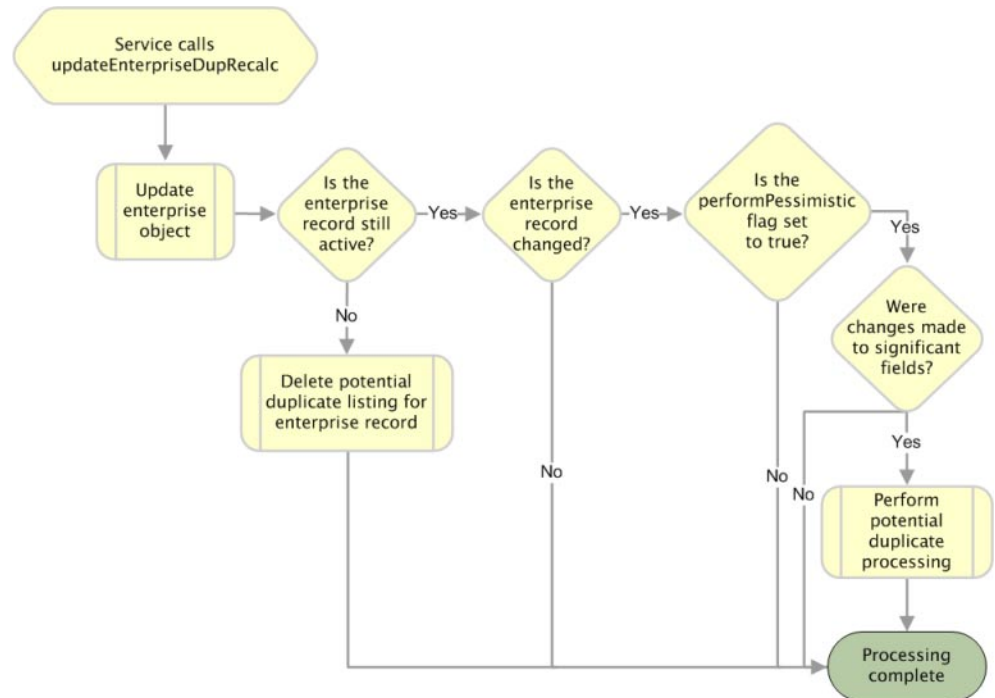 Service calls
updateEnterpriseDupRecalc
Update
enterprise
object
Is the
enterprise
record still
active?
Yes
Is the
enterprise
record
changed?
Yes
Is the
performPessimistic
flag set
to true?
Yes
No
Were
changes made
to significant
fields?
Delete potential
duplicate listing for
enterprise record
Yes
No
No
No
Perform
potential
duplicate
processing
Processing
complete